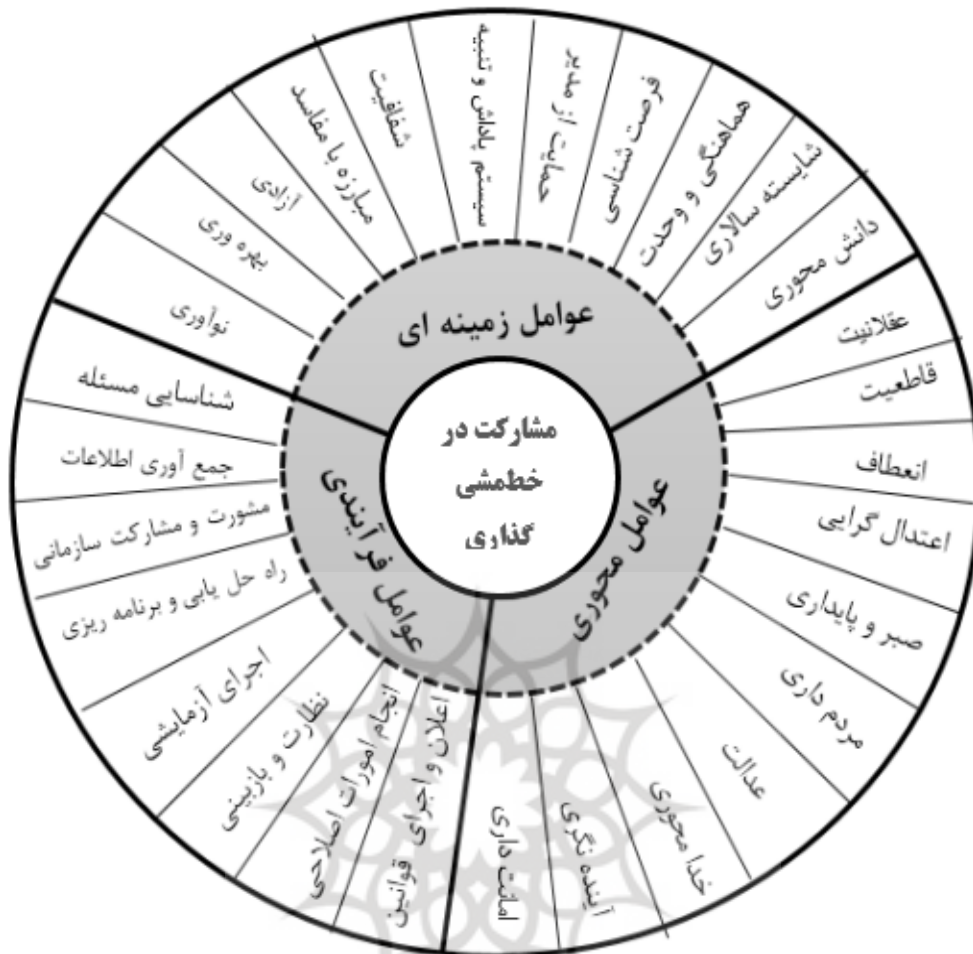 مشارکت در
خط‌مشی
گذاری
عوامل زمینه ای
عوامل محوری
عوامل فرآیندی
دانش محوری
شایسته سالاری
هماهنگی و وحدت
فرصت شناسی
حمایت از مدیر
سیستم پاداش و تنبیه
شفافیت
مبارزه با مفاسد
آزادی
بهره وری
نوآوری
عقلانیت
قاطعیت
انعطاف
اعتدال گرایی
صبر و پایداری
مردم داری
عدالت
خدا محوری
آینده نگری
امانت داری
شناسایی مسئله
جمع آوری اطلاعات
مشورت و مشارکت سازمانی
راه حل یابی و برنامه ریزی
اجرای آزمایشی
نظارت و بازبینی
انجام امورات اصلاحی
اعلان و اجرای قوانین